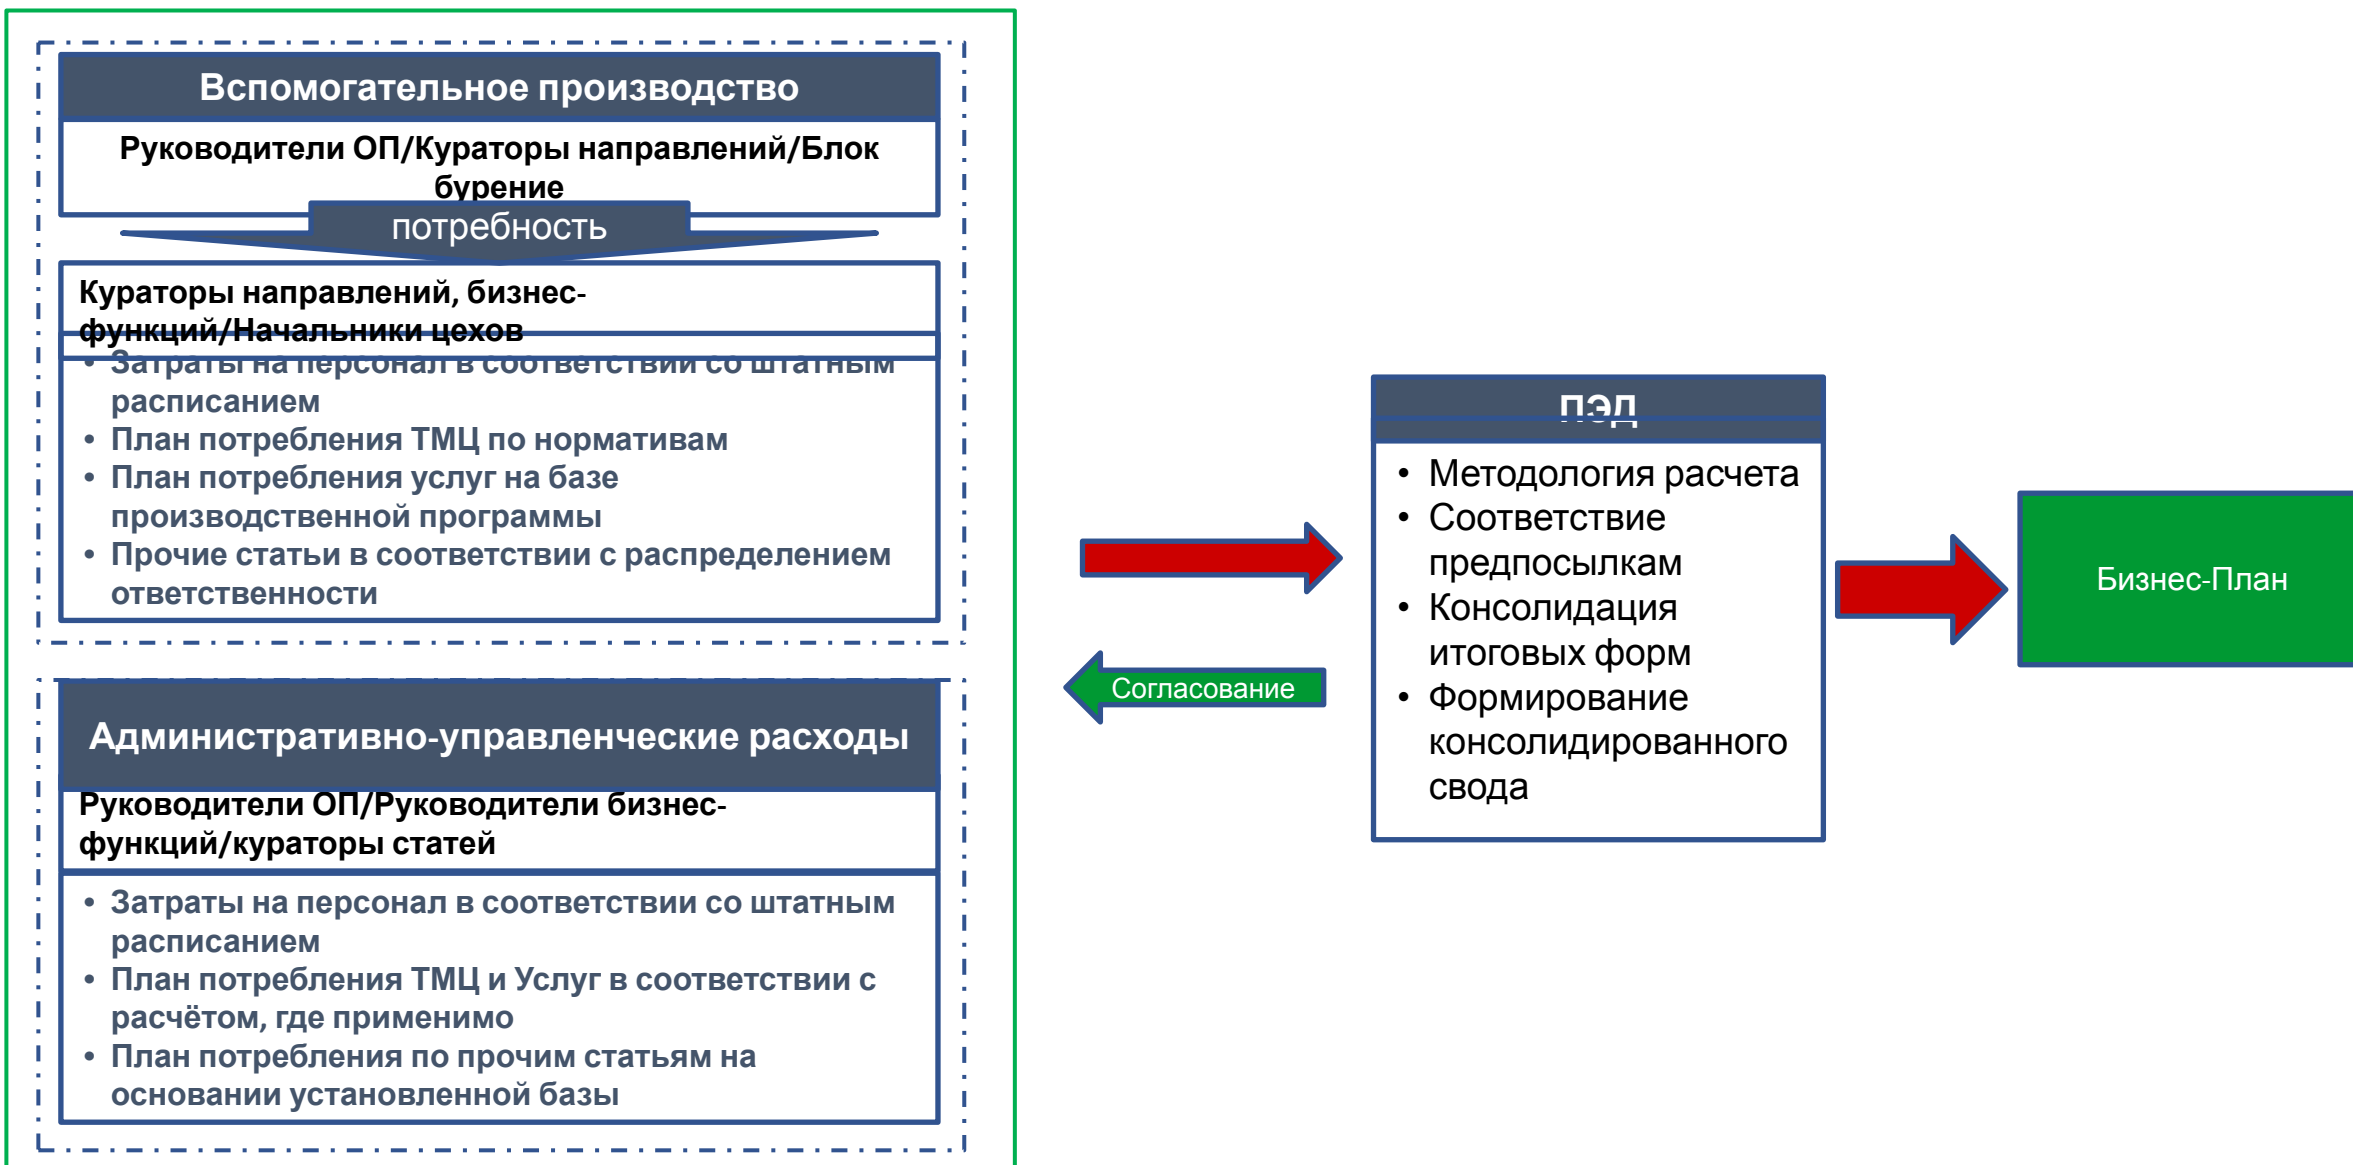 Вспомогательное производство
Руководители ОП/Кураторы направлений/Блок
бурение
потребность
Кураторы направлений, бизнес-
функций/Начальники цехов
• Затраты на персонал в соответствии со штатным
расписанием
• План потребления ТМЦ по нормативам
• План потребления услуг на базе
производственной программы
• Прочие статьи в соответствии с распределением
ответственности
Административно-управленческие расходы
Руководители ОП/Руководители бизнес-
функций/кураторы статей
• Затраты на персонал в соответствии со штатным
расписанием
• План потребления ТМЦ и Услуг в соответствии с
расчётом, где применимо
• План потребления по прочим статьям на
основании установленной базы
Согласование
ПЭД
• Методология расчета
• Соответствие
предпосылкам
• Консолидация
итоговых форм
• Формирование
консолидированного
свода
Бизнес-План